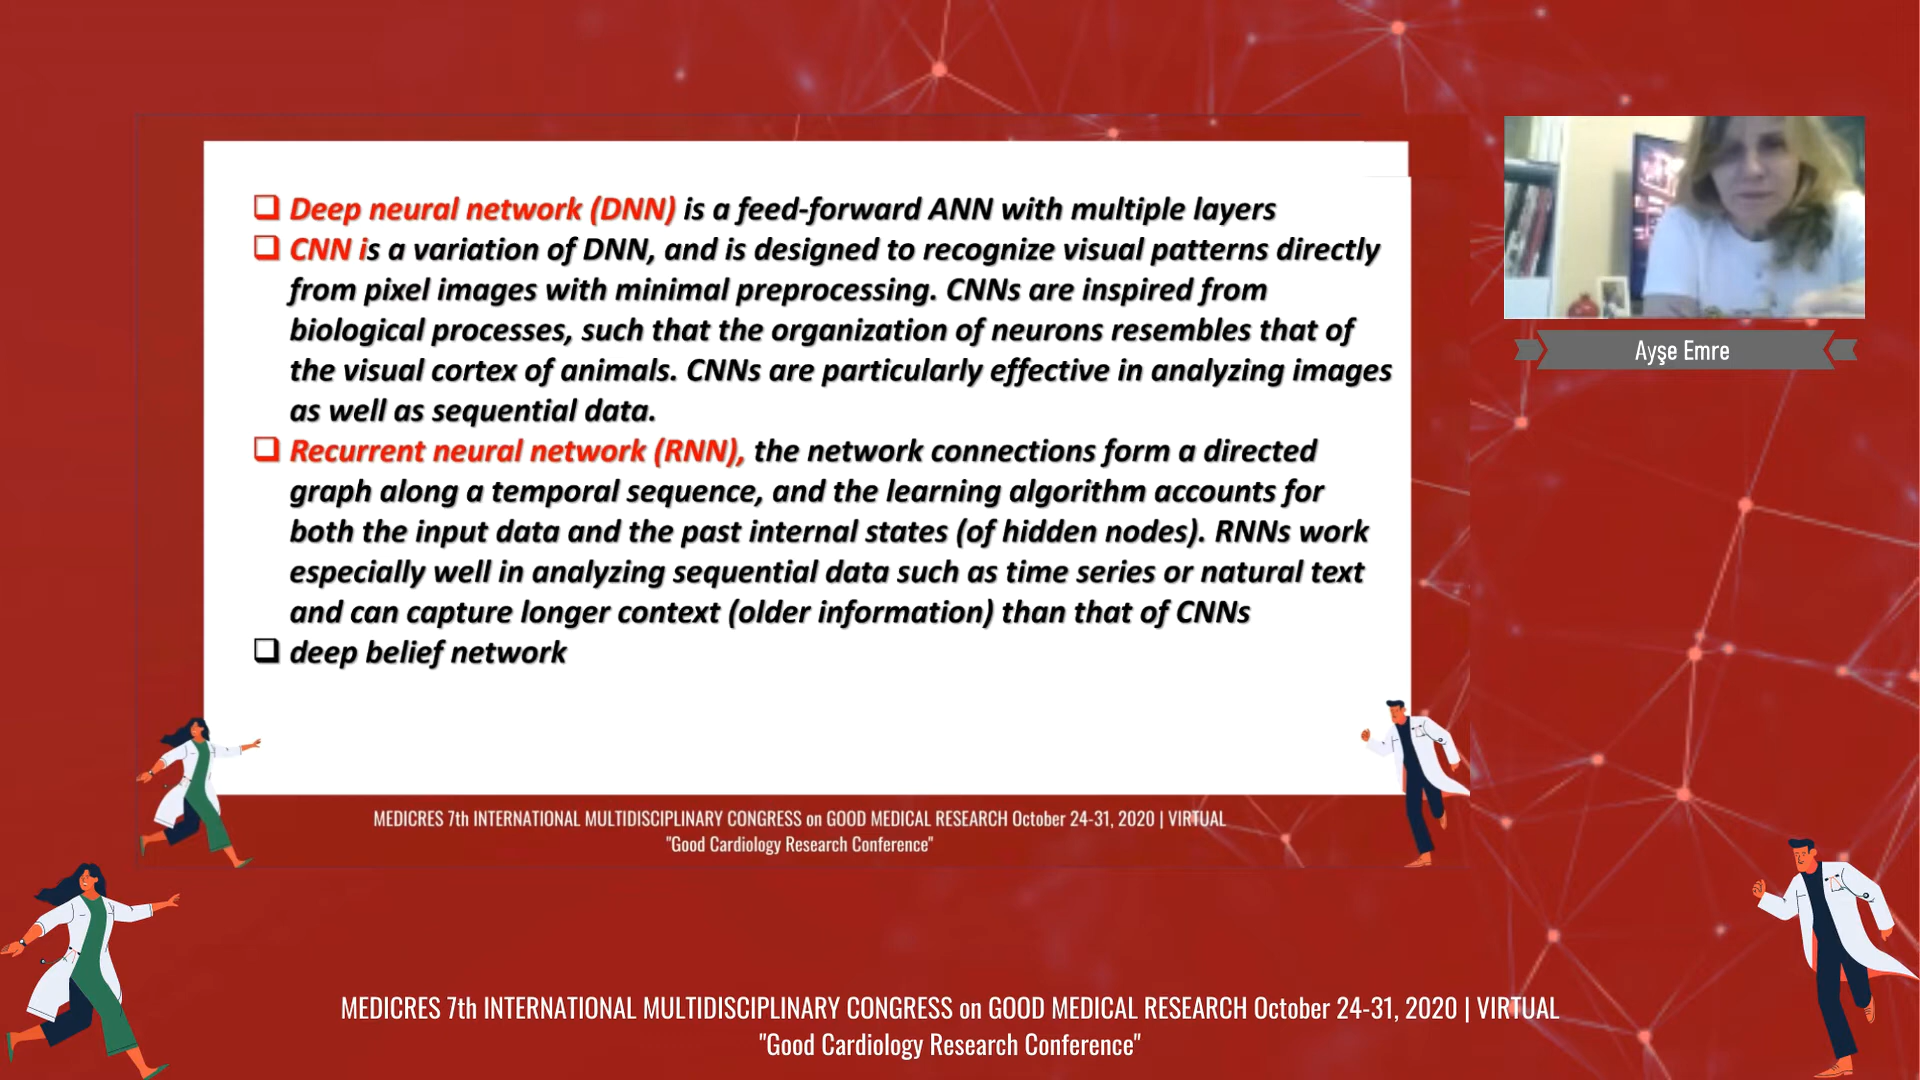 Deep neural network (DNN) is a feed-forward ANN with multiple layers
CNN is a variation of DNN, and is designed to recognize visual patterns directly
from pixel images with minimal preprocessing. CNNs are inspired from
biological processes, such that the organization of neurons resembles that of
the visual cortex of animals. CNNs are particularly effective in analyzing images
as well as sequential data.
Recurrent neural network (RNN), the network connections form a directed
graph along a temporal sequence, and the learning algorithm accounts for
both the input data and the past internal states (of hidden nodes). RNNs work
especially well in analyzing sequential data such as time series or natural text
and can capture longer context (older information) than that of CNNs
deep belief network
MEDICRES 7th INTERNATIONAL MULTIDISCIPLINARY CONGRESS on GOOD MEDICAL RESEARCH October 24-31, 2020 | VIRTUAL
"Good Cardiology Research Conference"
Ayşe Emre
MEDICRES 7th INTERNATIONAL MULTIDISCIPLINARY CONGRESS on GOOD MEDICAL RESEARCH October 24-31, 2020 | VIRTUAL
"Good Cardiology Research Conference"